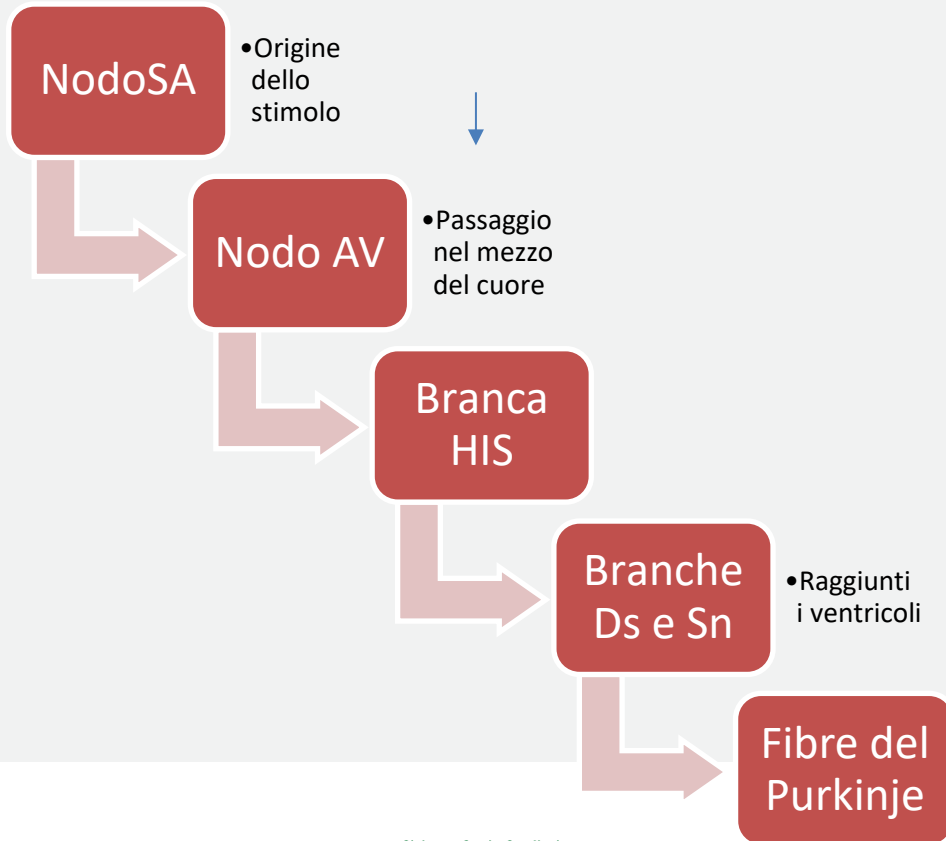 NodoSA
•Origine
dello
stimolo
Nodo AV
•Passaggio
nel mezzo
del cuore
Branca
HIS
Branche
Ds e Sn
•Raggiunti
i ventricoli
Fibre del
Purkinje